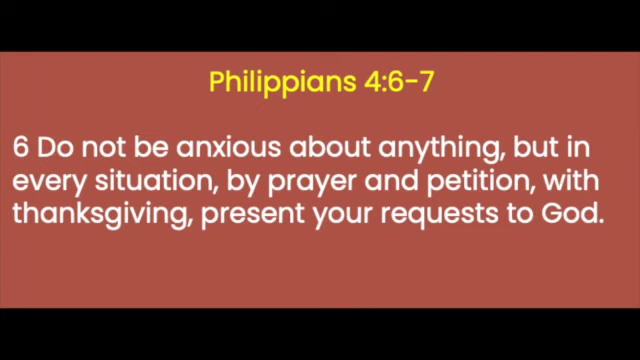 Philippians 4:6-7
6 Do not be anxious about anything, but in
every situation, by prayer and petition, with
thanksgiving, present your requests to God.